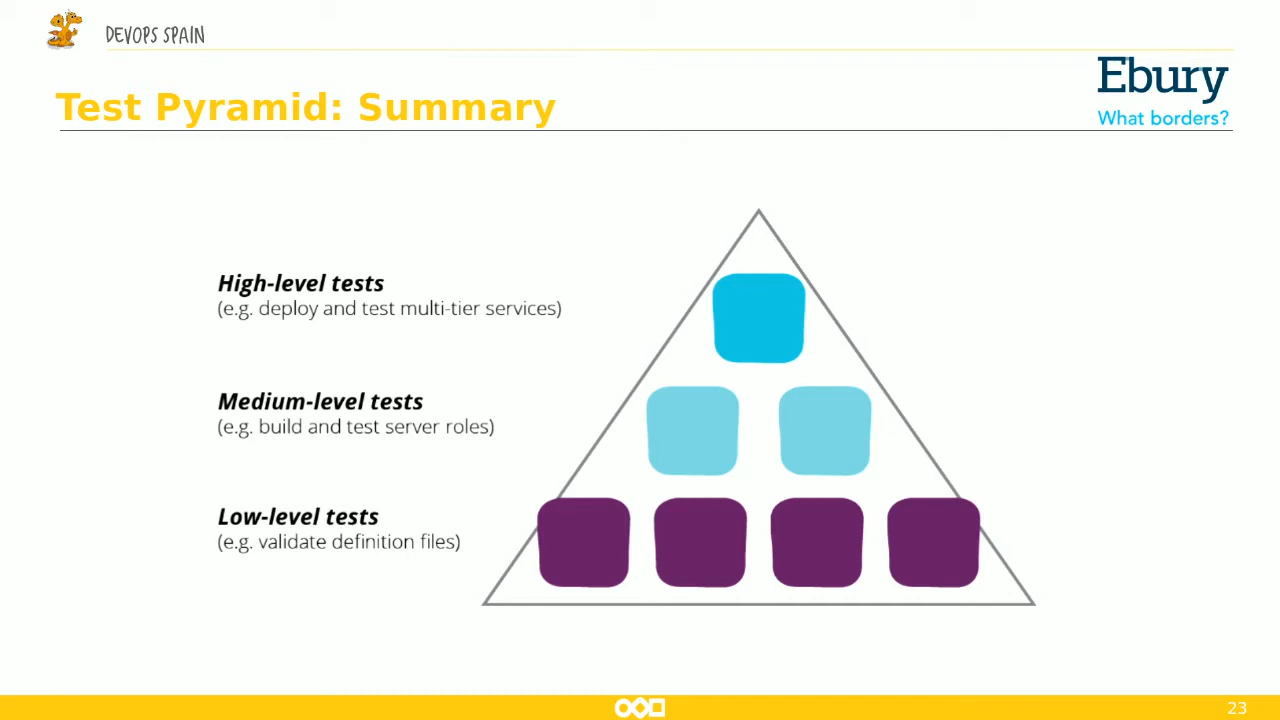 DEVOPS SPAIN
Ebury
What borders?
Test Pyramid: Summary
High-level tests
(e.g. deploy and test multi-tier services)
Medium-level tests
(e.g. build and test server roles)
Low-level tests
(e.g. validate definition files)
23